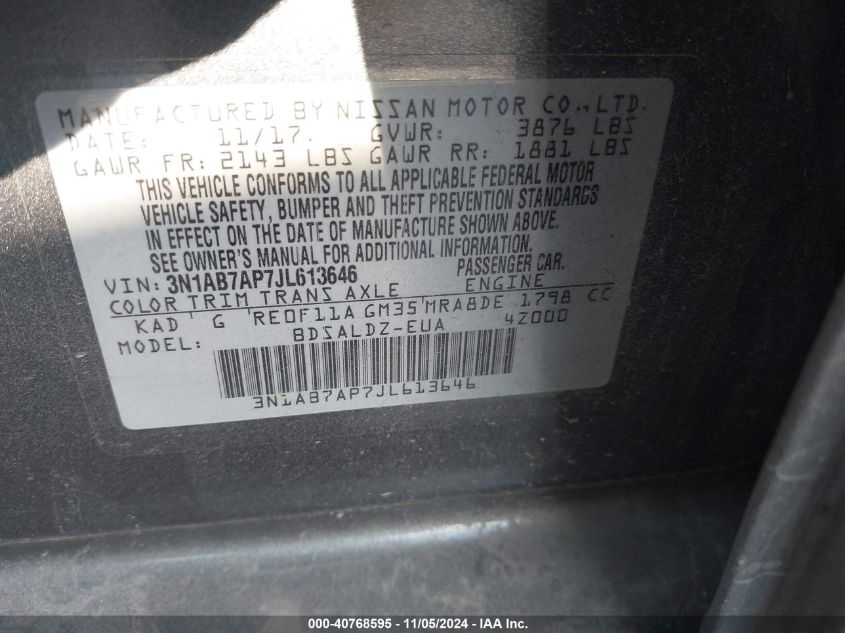 MANUFACTURED BY NISSAN MOTOR CO., LTD.
DATE: 11/17. GVWR: 3876 LBS
GAWR FR: 2143 LBS GAWR RR: 1881 LBS
THIS VEHICLE CONFORMS TO ALL APPLICABLE FEDERAL MOTOR
VEHICLE SAFETY, BUMPER AND THEFT PREVENTION STANDARDS
IN EFFECT ON THE DATE OF MANUFACTURE SHOWN ABOVE.
SEE OWNER'S MANUAL FOR ADDITIONAL INFORMATION.
VIN: 3N1AB7AP7JL613646 PASSENGER CAR.
COLOR TRIM TRANS AXLE ENGINE
KAD ' G 'RE0F11A GM35'MRA8DE 1798 CC
MODEL: BDSALDZ-EUA 42000
3N1AB7AP7JL613646
000-40768595 - 11/05/2024 - IAA Inc.